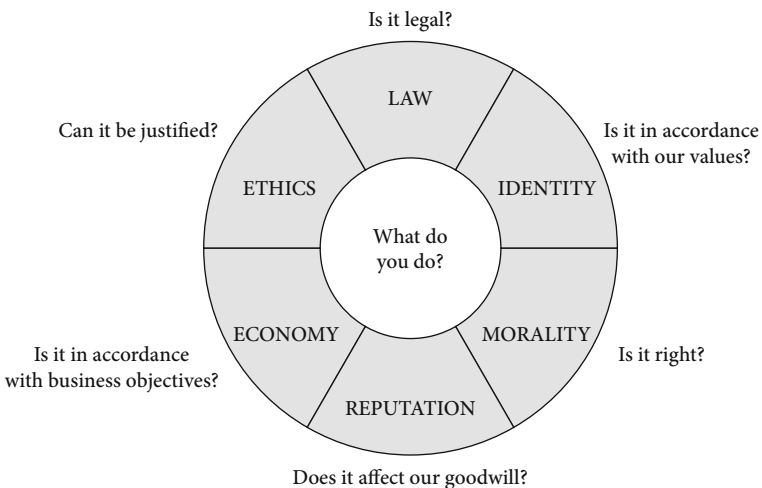 Is it legal?
LAW
Can it be justified?
Is it in accordance
with our values?
ETHICS
IDENTITY
What do
you do?
ECONOMY
MORALITY
Is it in accordance
with business objectives?
Is it right?
REPUTATION
Does it affect our goodwill?